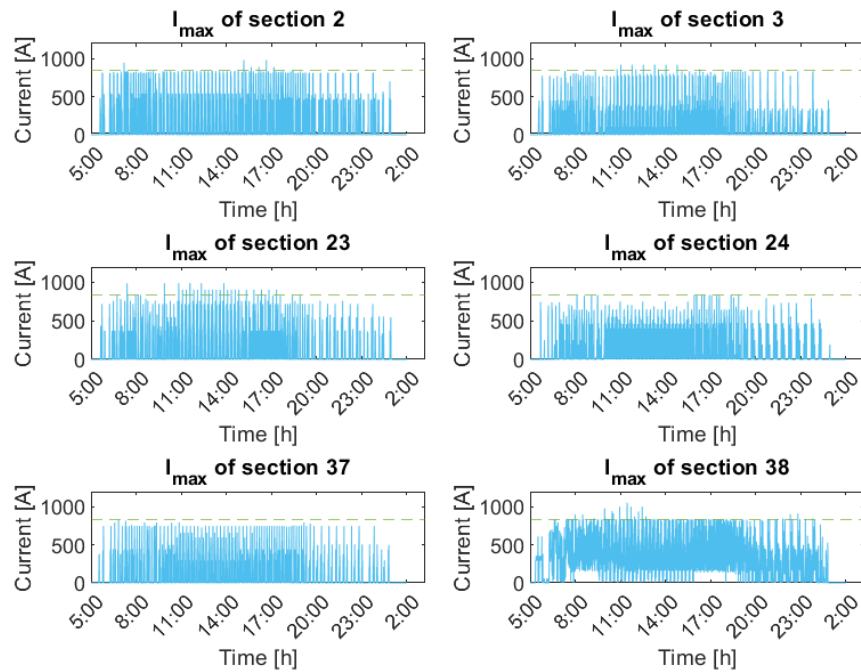 I_max of section 2
Current [A]
1000
500
0
5:00 8:00 11:00 14:00 17:00 20:00 23:00 2:00
Time [h]
I_max of section 3
Current [A]
1000
500
0
5:00 8:00 11:00 14:00 17:00 20:00 23:00 2:00
Time [h]
I_max of section 23
Current [A]
1000
500
0
5:00 8:00 11:00 14:00 17:00 20:00 23:00 2:00
Time [h]
I_max of section 24
Current [A]
1000
500
0
5:00 8:00 11:00 14:00 17:00 20:00 23:00 2:00
Time [h]
I_max of section 37
Current [A]
1000
500
0
5:00 8:00 11:00 14:00 17:00 20:00 23:00 2:00
Time [h]
I_max of section 38
Current [A]
1000
500
0
5:00 8:00 11:00 14:00 17:00 20:00 23:00 2:00
Time [h]